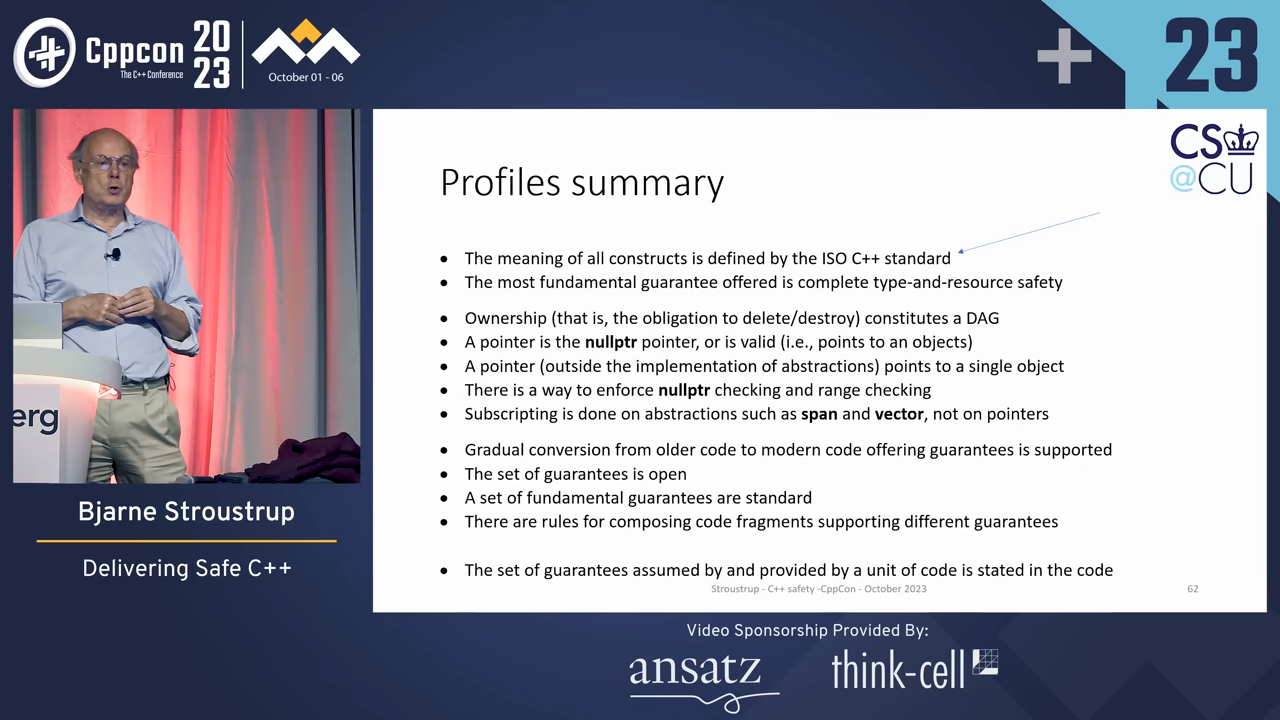 Cppcon
The C++ Conference
20
23
October 01 - 06
23
CS
@CU
erg
Profiles summary
• The meaning of all constructs is defined by the ISO C++ standard
• The most fundamental guarantee offered is complete type-and-resource safety
• Ownership (that is, the obligation to delete/destroy) constitutes a DAG
• A pointer is the nullptr pointer, or is valid (i.e., points to an objects)
• A pointer (outside the implementation of abstractions) points to a single object
• There is a way to enforce nullptr checking and range checking
• Subscripting is done on abstractions such as span and vector, not on pointers
• Gradual conversion from older code to modern code offering guarantees is supported
• The set of guarantees is open
• A set of fundamental guarantees are standard
• There are rules for composing code fragments supporting different guarantees
• The set of guarantees assumed by and provided by a unit of code is stated in the code
Stroustrup - C++ safety -CppCon - October 2023
62
Bjarne Stroustrup
Delivering Safe C++
Video Sponsorship Provided By:
ansatz
think-cell